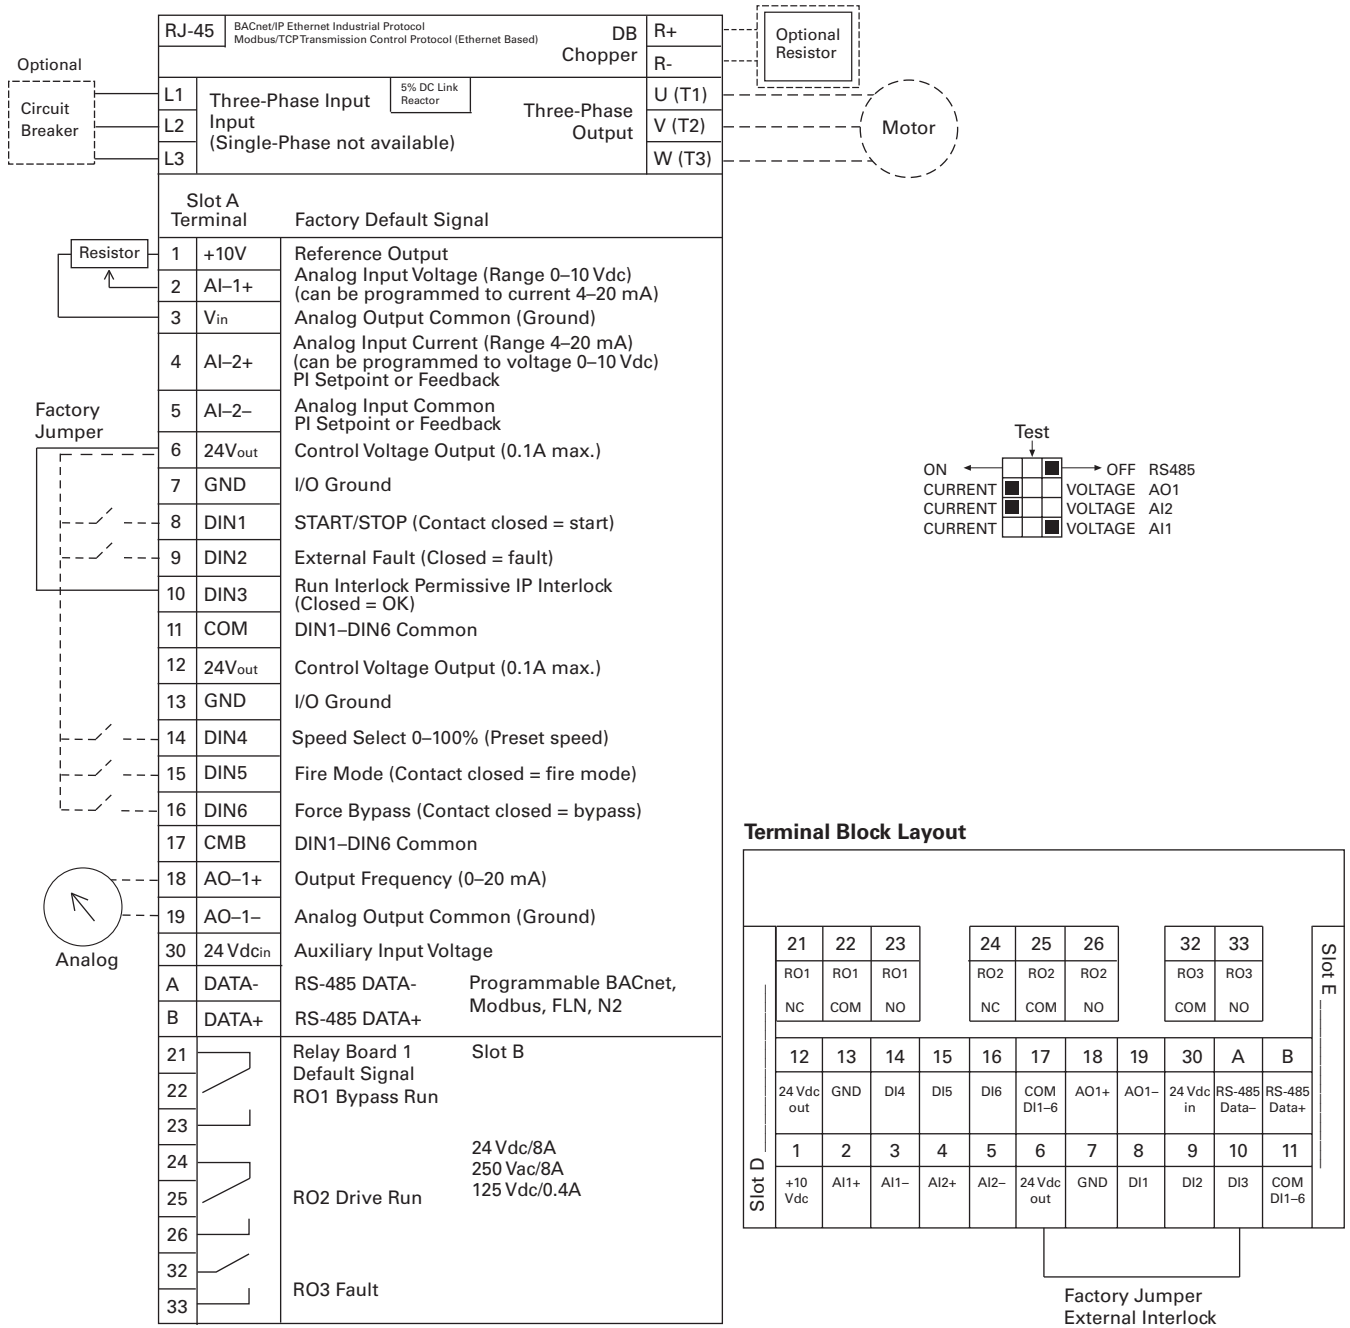 RJ-45
BACnet/IP Ethernet Industrial Protocol
Modbus/TCP Transmission Control Protocol (Ethernet Based)
DB
Chopper
R+
R-
Optional
Resistor
Optional
Circuit
Breaker
L1
L2
L3
Three-Phase Input
Input
(Single-Phase not available)
5% DC Link
Reactor
Three-Phase
Output
U (T1)
V (T2)
W (T3)
Motor
Slot A
Terminal
Factory Default Signal
Resistor
1 +10V Reference Output
2 AI–1+ Analog Input Voltage (Range 0–10 Vdc)
(can be programmed to current 4–20 mA)
3 Vin Analog Output Common (Ground)
4 AI–2+ Analog Input Current (Range 4–20 mA)
(can be programmed to voltage 0–10 Vdc)
PI Setpoint or Feedback
5 AI–2– Analog Input Common
PI Setpoint or Feedback
Factory
Jumper
6 24Vout Control Voltage Output (0.1A max.)
7 GND I/O Ground
8 DIN1 START/STOP (Contact closed = start)
9 DIN2 External Fault (Closed = fault)
10 DIN3 Run Interlock Permissive IP Interlock
(Closed = OK)
11 COM DIN1–DIN6 Common
12 24Vout Control Voltage Output (0.1A max.)
13 GND I/O Ground
14 DIN4 Speed Select 0–100% (Preset speed)
15 DIN5 Fire Mode (Contact closed = fire mode)
16 DIN6 Force Bypass (Contact closed = bypass)
17 CMB DIN1–DIN6 Common
18 AO–1+ Output Frequency (0–20 mA)
19 AO–1– Analog Output Common (Ground)
Analog
30 24 Vdcin Auxiliary Input Voltage
A DATA- RS-485 DATA-
B DATA+ RS-485 DATA+
Programmable BACnet,
Modbus, FLN, N2
21
22
23
24
25
26
32
33
Relay Board 1
Default Signal
RO1 Bypass Run
Slot B
24 Vdc/8A
250 Vac/8A
125 Vdc/0.4A
RO2 Drive Run
RO3 Fault
Test
ON OFF RS485
CURRENT VOLTAGE AO1
CURRENT VOLTAGE AI2
CURRENT VOLTAGE AI1
Terminal Block Layout
Slot D
Slot E
21 22 23 24 25 26 32 33
RO1 RO1 RO1 RO2 RO2 RO2 RO3 RO3
NC COM NO NC COM NO COM NO
12 13 14 15 16 17 18 19 30 A B
24 Vdc GND DI4 DI5 DI6 COM AO1+ AO1– 24 Vdc RS-485 RS-485
out DI1–6 in Data– Data+
1 2 3 4 5 6 7 8 9 10 11
+10 AI1+ AI1– AI2+ AI2– 24 Vdc GND DI1 DI2 DI3 COM
Vdc out DI1–6
Factory Jumper
External Interlock